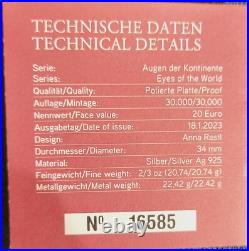 TECHNISCHE DATEN
TECHNICAL DETAILS
Serie: Augen der Kontinente
Series: Eyes of the World
Qualität/Quality: Polierte Platte/Proof
Auflage/Mintage: 30.000/30,000
Nennwert/Face value: 20 Euro
Ausgabetag/Date of issue: 18.1.2023
Design: Anna Rastl
Durchmesser/Diameter: 34 mm
Material: Silber/Silver Ag 925
Feingewicht/Fine weight: 2/3 oz (20,74/20.74 g)
Metallgewicht/Metal weight: 22,42 g/22.42 g
No 16585